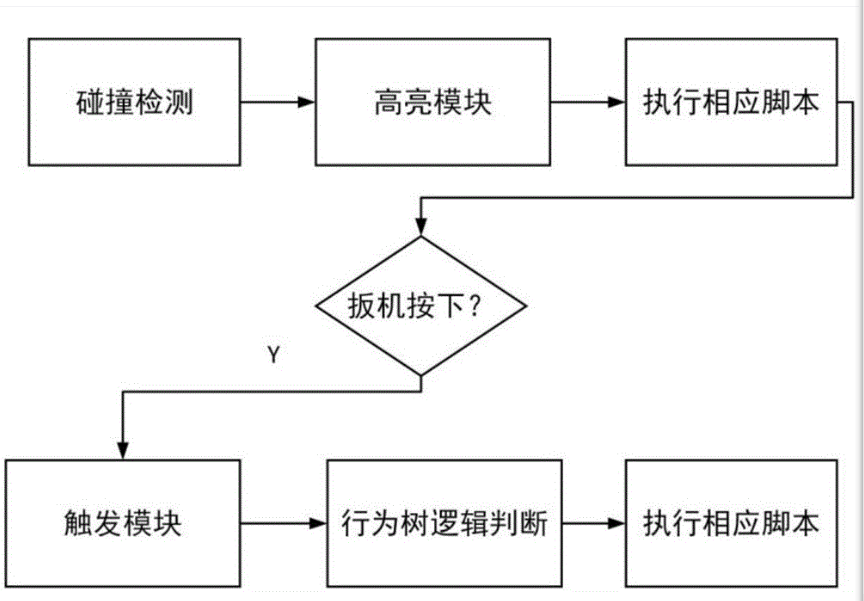 碰撞检测
高亮模块
执行相应脚本
扳机按下?
Y
触发模块
行为树逻辑判断
执行相应脚本